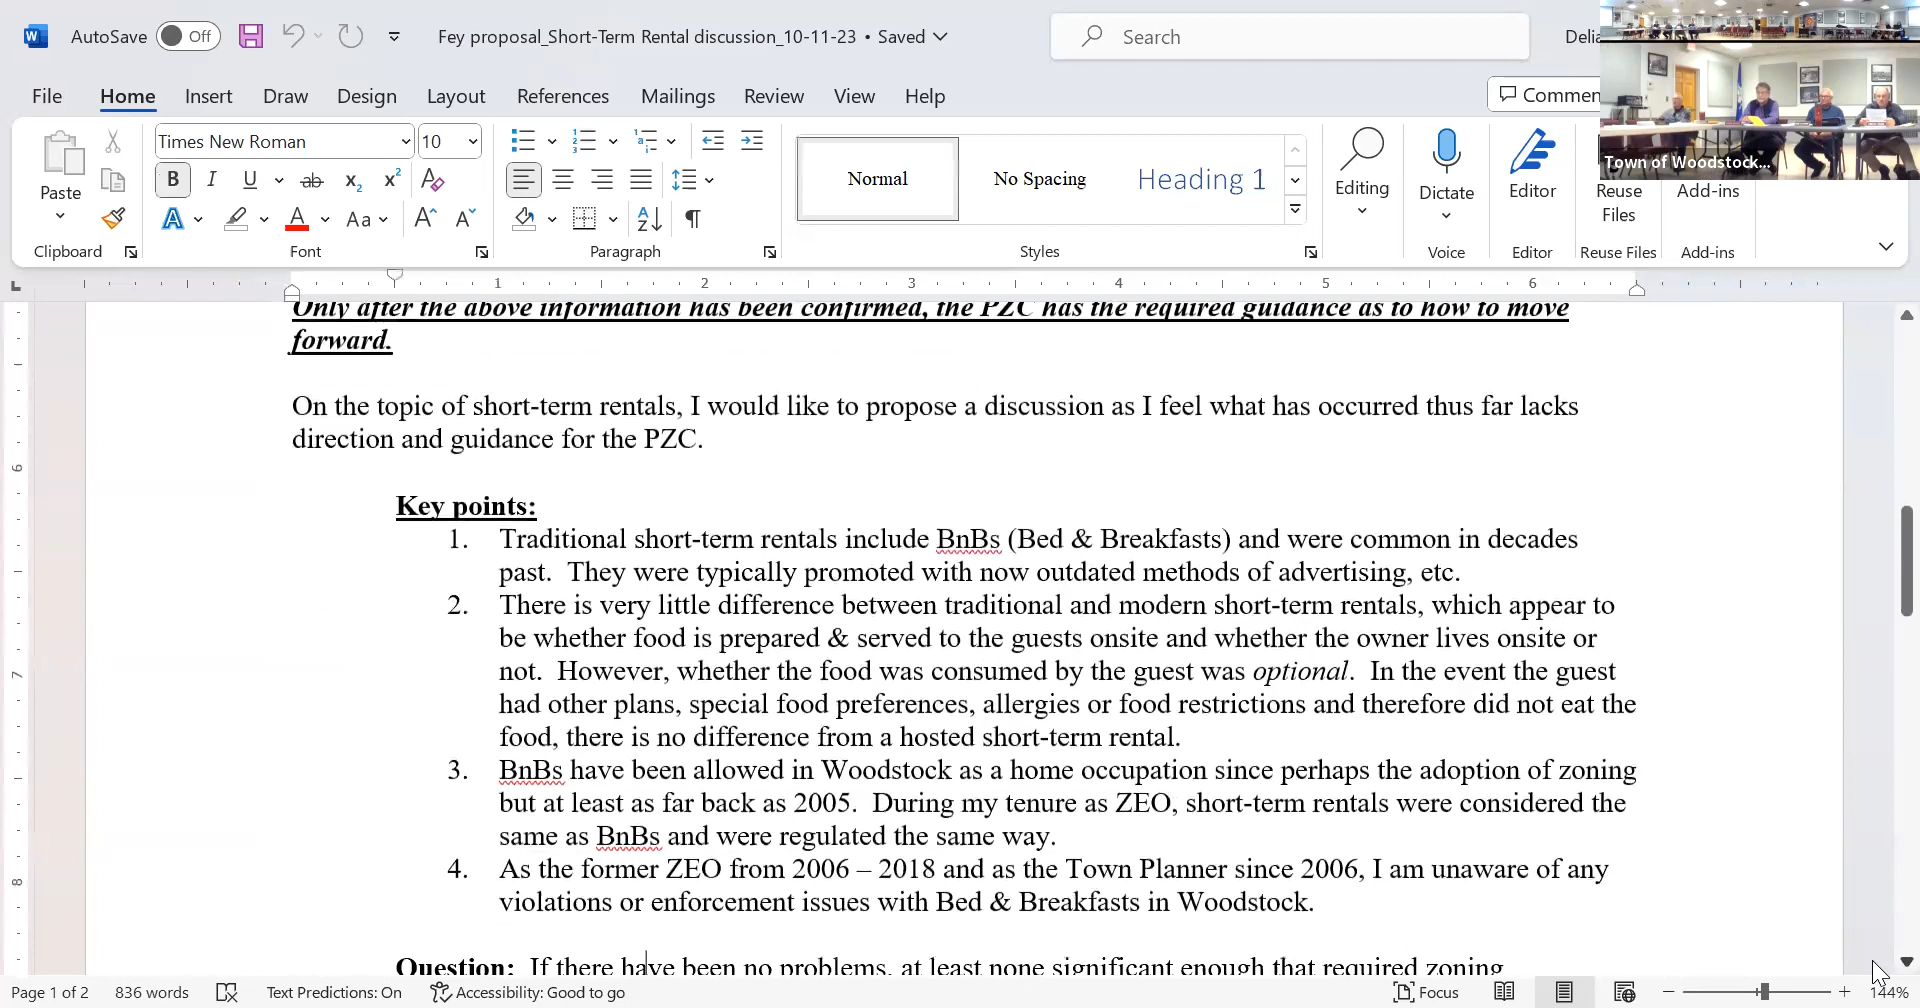 AutoSave Off Fey proposal_Short-Term Rental discussion_10-11-23 • Saved Search Delia
File Home Insert Draw Design Layout References Mailings Review View Help Commen
Town of Woodstock...
Paste
Times New Roman 10
B I U ab x2 x2 A
A A Aa A A
Normal No Spacing Heading 1
Editing Dictate Editor Reuse Files Add-ins
Clipboard Font Paragraph Styles Voice Editor Reuse Files Add-ins
1 2 3 4 5 6
Only after the above information has been confirmed, the PZC has the required guidance as to how to move
forward.
On the topic of short-term rentals, I would like to propose a discussion as I feel what has occurred thus far lacks
direction and guidance for the PZC.
Key points:
1. Traditional short-term rentals include BnBs (Bed & Breakfasts) and were common in decades
past. They were typically promoted with now outdated methods of advertising, etc.
2. There is very little difference between traditional and modern short-term rentals, which appear to
be whether food is prepared & served to the guests onsite and whether the owner lives onsite or
not. However, whether the food was consumed by the guest was optional. In the event the guest
had other plans, special food preferences, allergies or food restrictions and therefore did not eat the
food, there is no difference from a hosted short-term rental.
3. BnBs have been allowed in Woodstock as a home occupation since perhaps the adoption of zoning
but at least as far back as 2005. During my tenure as ZEO, short-term rentals were considered the
same as BnBs and were regulated the same way.
4. As the former ZEO from 2006 – 2018 and as the Town Planner since 2006, I am unaware of any
violations or enforcement issues with Bed & Breakfasts in Woodstock.
Question: If there have been no problems, at least none significant enough that required zoning
6
7
8
Page 1 of 2 836 words Text Predictions: On Accessibility: Good to go Focus 144%